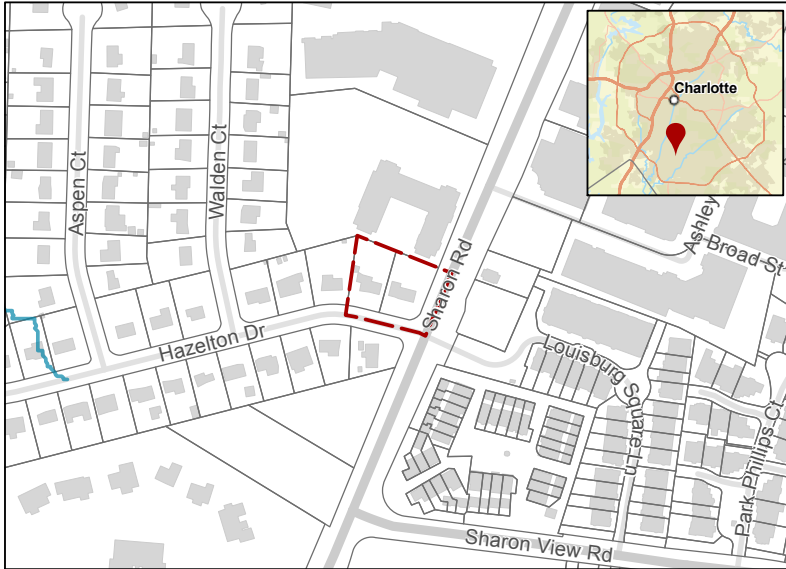 Charlotte
Aspen Ct
Walden Ct
Sharon Rd
Ashley
Broad St
Hazelton Dr
Louisburg
Square Ln
Park Phillips Ct
Sharon View Rd